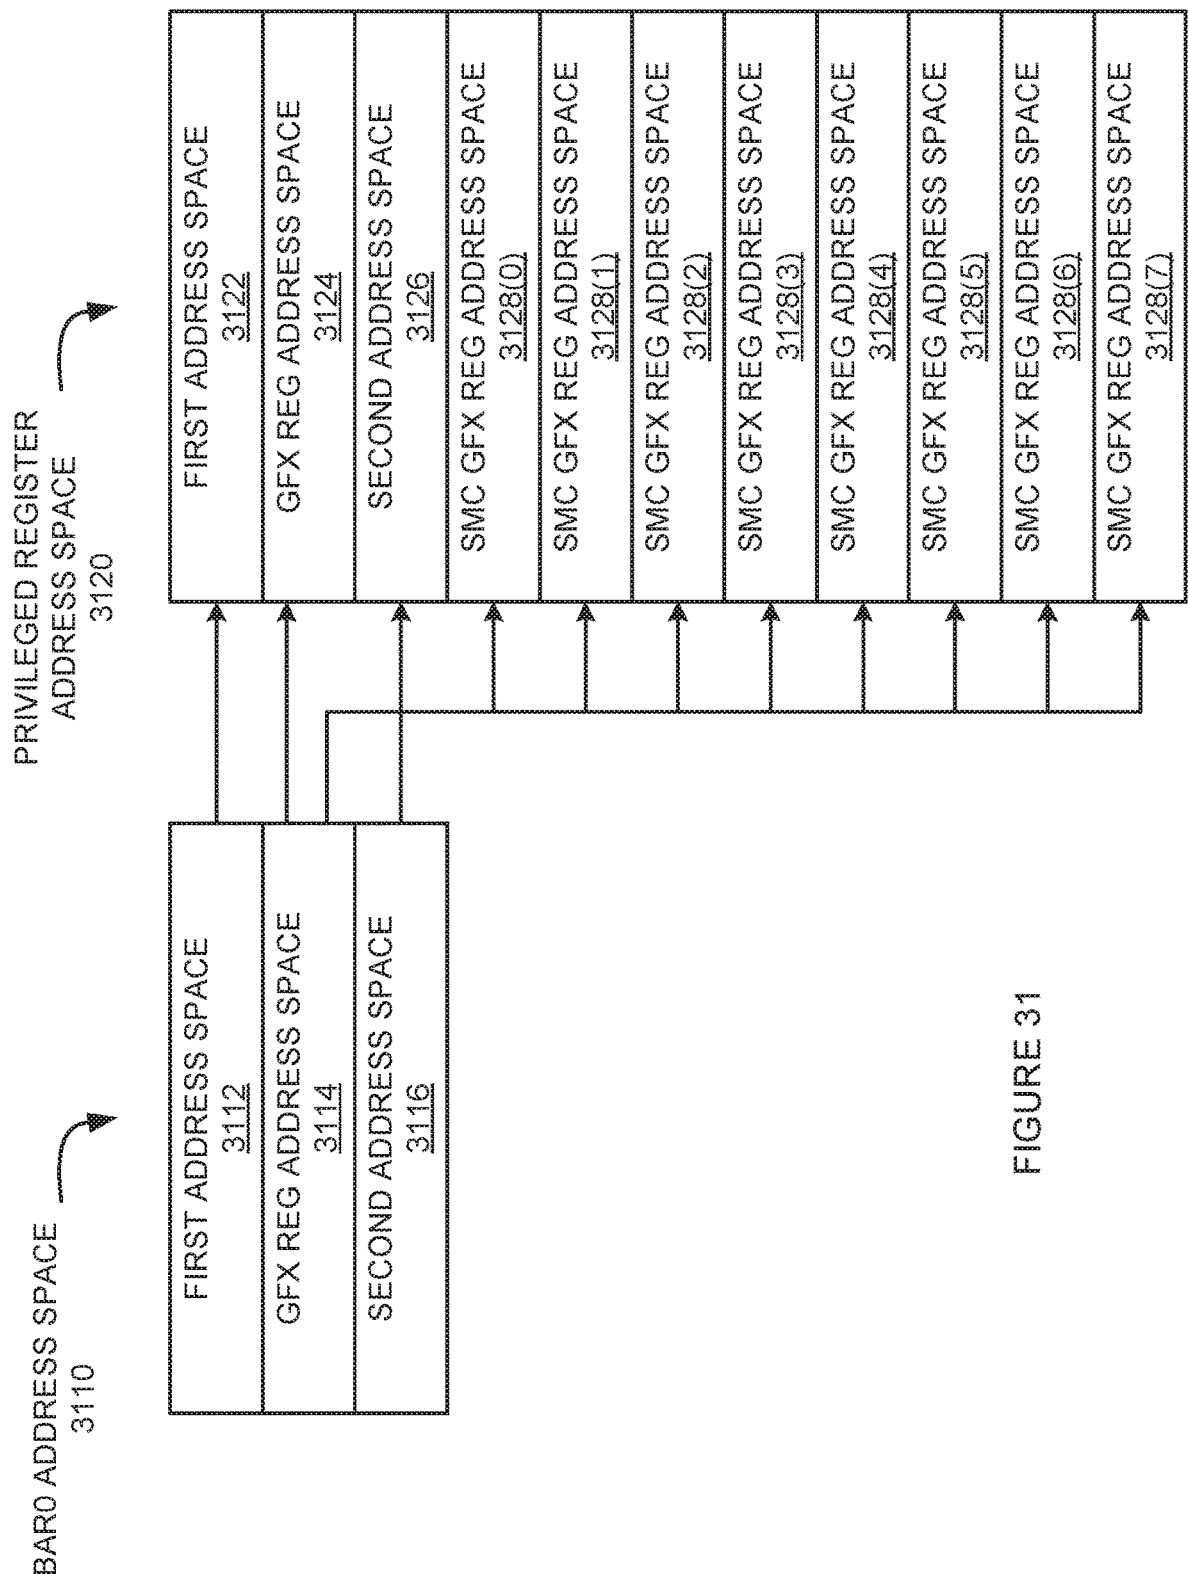 BAR0 ADDRESS SPACE
3110
FIRST ADDRESS SPACE
3112
GFX REG ADDRESS SPACE
3114
SECOND ADDRESS SPACE
3116
PRIVILEGED REGISTER
ADDRESS SPACE
3120
FIRST ADDRESS SPACE
3122
GFX REG ADDRESS SPACE
3124
SECOND ADDRESS SPACE
3126
SMC GFX REG ADDRESS SPACE
3128(0)
SMC GFX REG ADDRESS SPACE
3128(1)
SMC GFX REG ADDRESS SPACE
3128(2)
SMC GFX REG ADDRESS SPACE
3128(3)
SMC GFX REG ADDRESS SPACE
3128(4)
SMC GFX REG ADDRESS SPACE
3128(5)
SMC GFX REG ADDRESS SPACE
3128(6)
SMC GFX REG ADDRESS SPACE
3128(7)
FIGURE 31